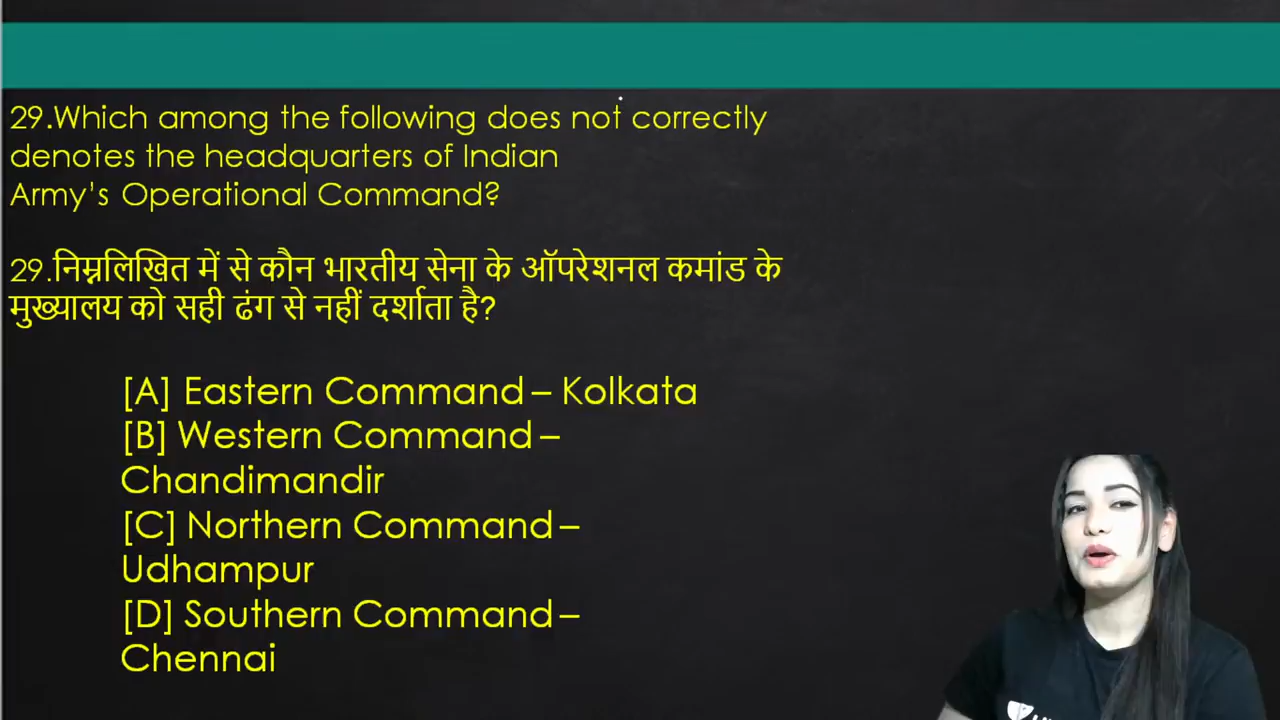 29.Which among the following does not correctly
denotes the headquarters of Indian
Army's Operational Command?
29.निम्नलिखित में से कौन भारतीय सेना के ऑपरेशनल कमांड के
मुख्यालय को सही ढंग से नहीं दर्शाता है?
[A] Eastern Command – Kolkata
[B] Western Command –
Chandimandir
[C] Northern Command –
Udhampur
[D] Southern Command –
Chennai